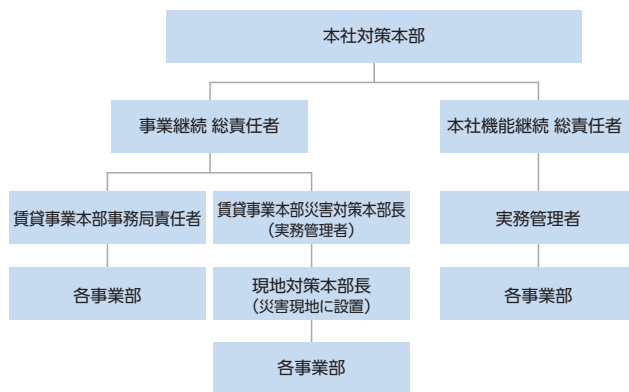 本社対策本部
事業継続 総責任者
本社機能継続 総責任者
賃貸事業本部事務局責任者
賃貸事業本部災害対策本部長
（実務管理者）
実務管理者
各事業部
現地対策本部長
（災害現地に設置）
各事業部
各事業部